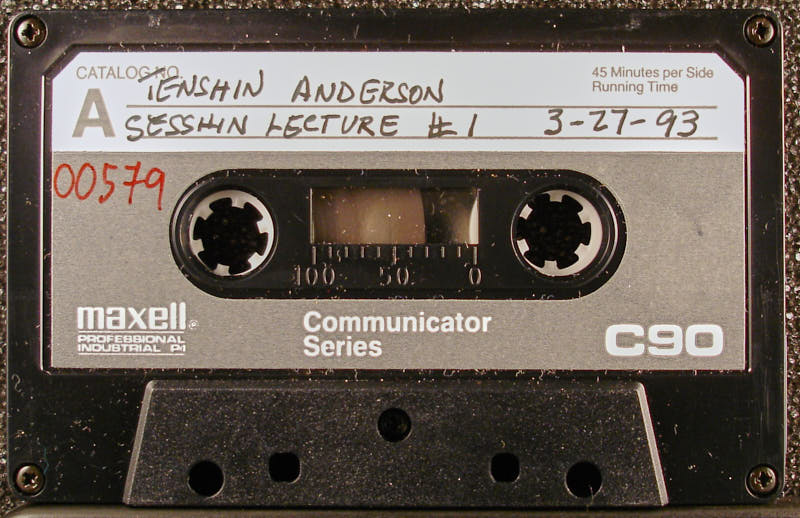 CATALOG NO.
TENSHIN ANDERSON
45 Minutes per Side
Running Time
A
SESSHIN LECTURE #1 3-27-93
00579
100 50 0
maxell®
PROFESSIONAL
INDUSTRIAL P/I
Communicator
Series
C90